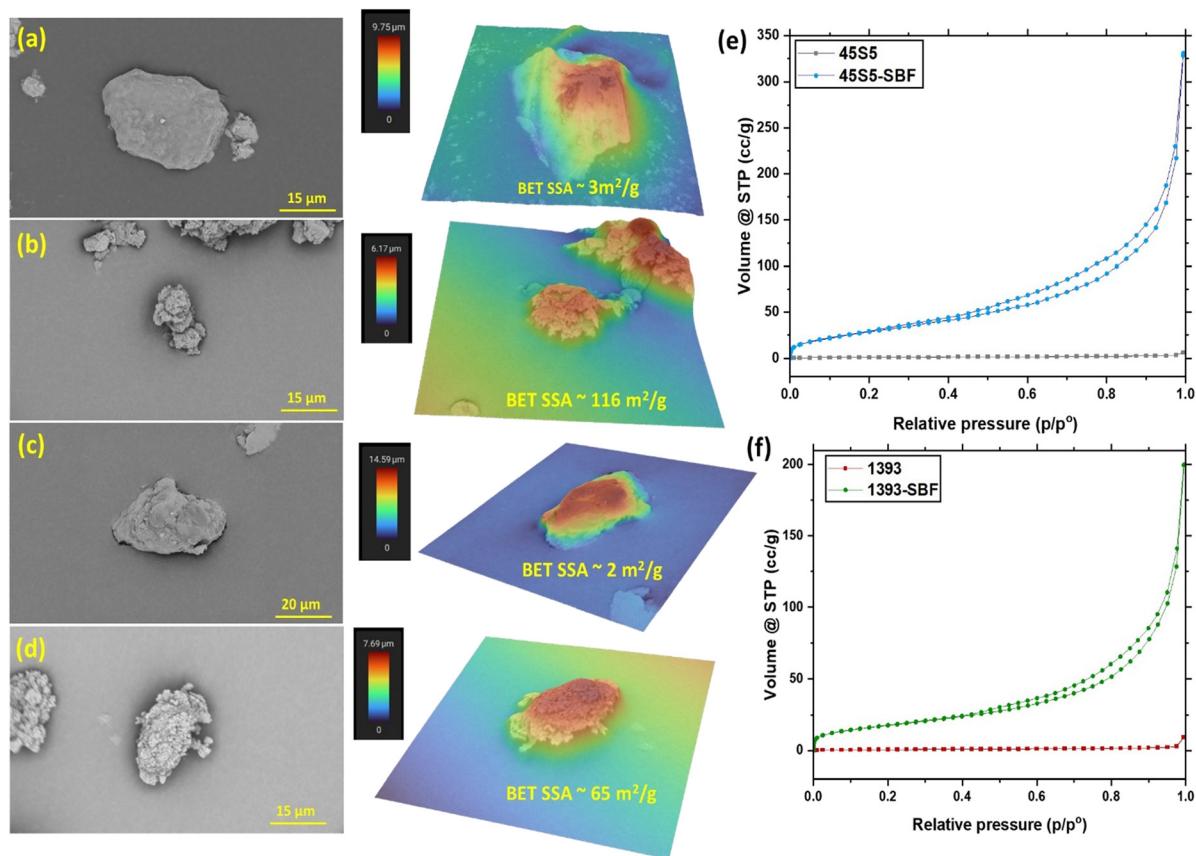 (a)
15 µm
9.75 µm
0
BET SSA ~ 3m²/g
(b)
15 µm
6.17 µm
0
BET SSA ~ 116 m²/g
(c)
20 µm
14.59 µm
0
BET SSA ~ 2 m²/g
(d)
15 µm
7.69 µm
0
BET SSA ~ 65 m²/g
(e)
45S5
45S5-SBF
Volume @ STP (cc/g)
350
300
250
200
150
100
50
0
0.0 0.2 0.4 0.6 0.8 1.0
Relative pressure (p/pº)
(f)
1393
1393-SBF
Volume @ STP (cc/g)
200
150
100
50
0
0.0 0.2 0.4 0.6 0.8 1.0
Relative pressure (p/pº)